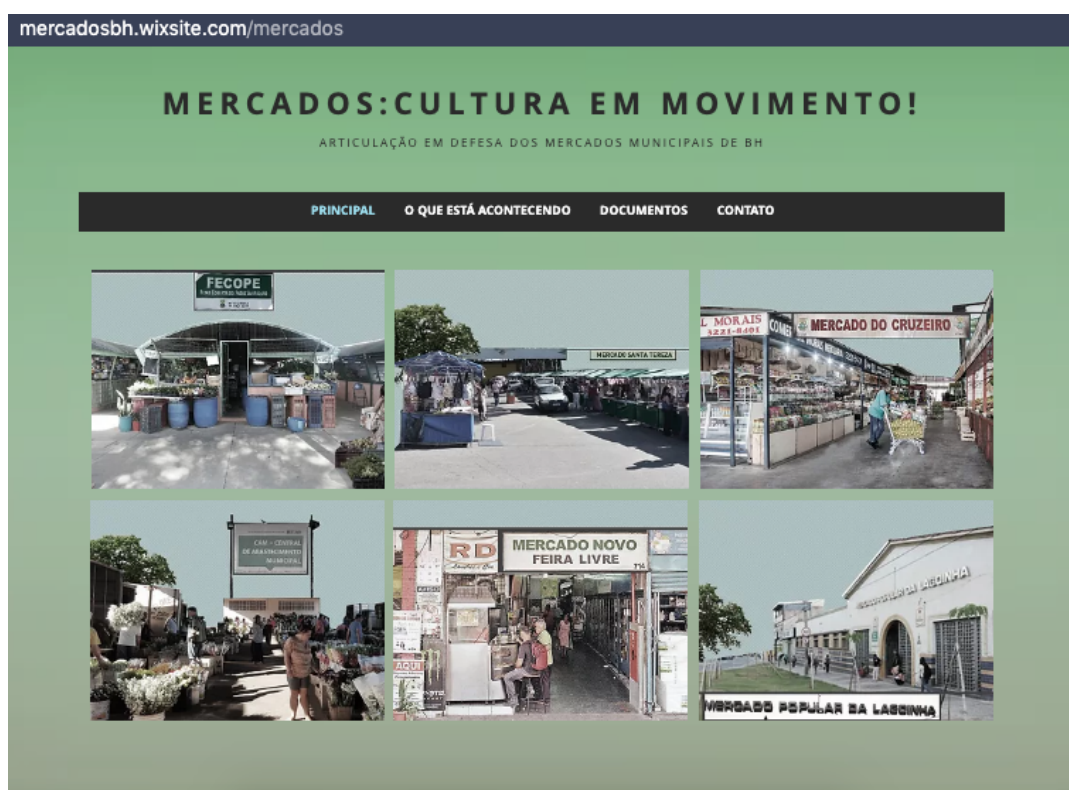 mercadosbh.wixsite.com/mercados
MERCADOS:CULTURA EM MOVIMENTO!
ARTICULAÇÃO EM DEFESA DOS MERCADOS MUNICIPAIS DE BH
PRINCIPAL O QUE ESTÁ ACONTECENDO DOCUMENTOS CONTATO
FECOPE
MERCADO SANTA TEREZA
L MORAIS
3221-8401
MERCADO DO CRUZEIRO
CAM - CENTRAL
DE ABASTECIMENTO
MUNICIPAL
RD
MERCADO NOVO
FEIRA LIVRE
714
AQUI
MERCADO POPULAR DA LAGOINHA
MERCADO POPULAR DA LAGOINHA